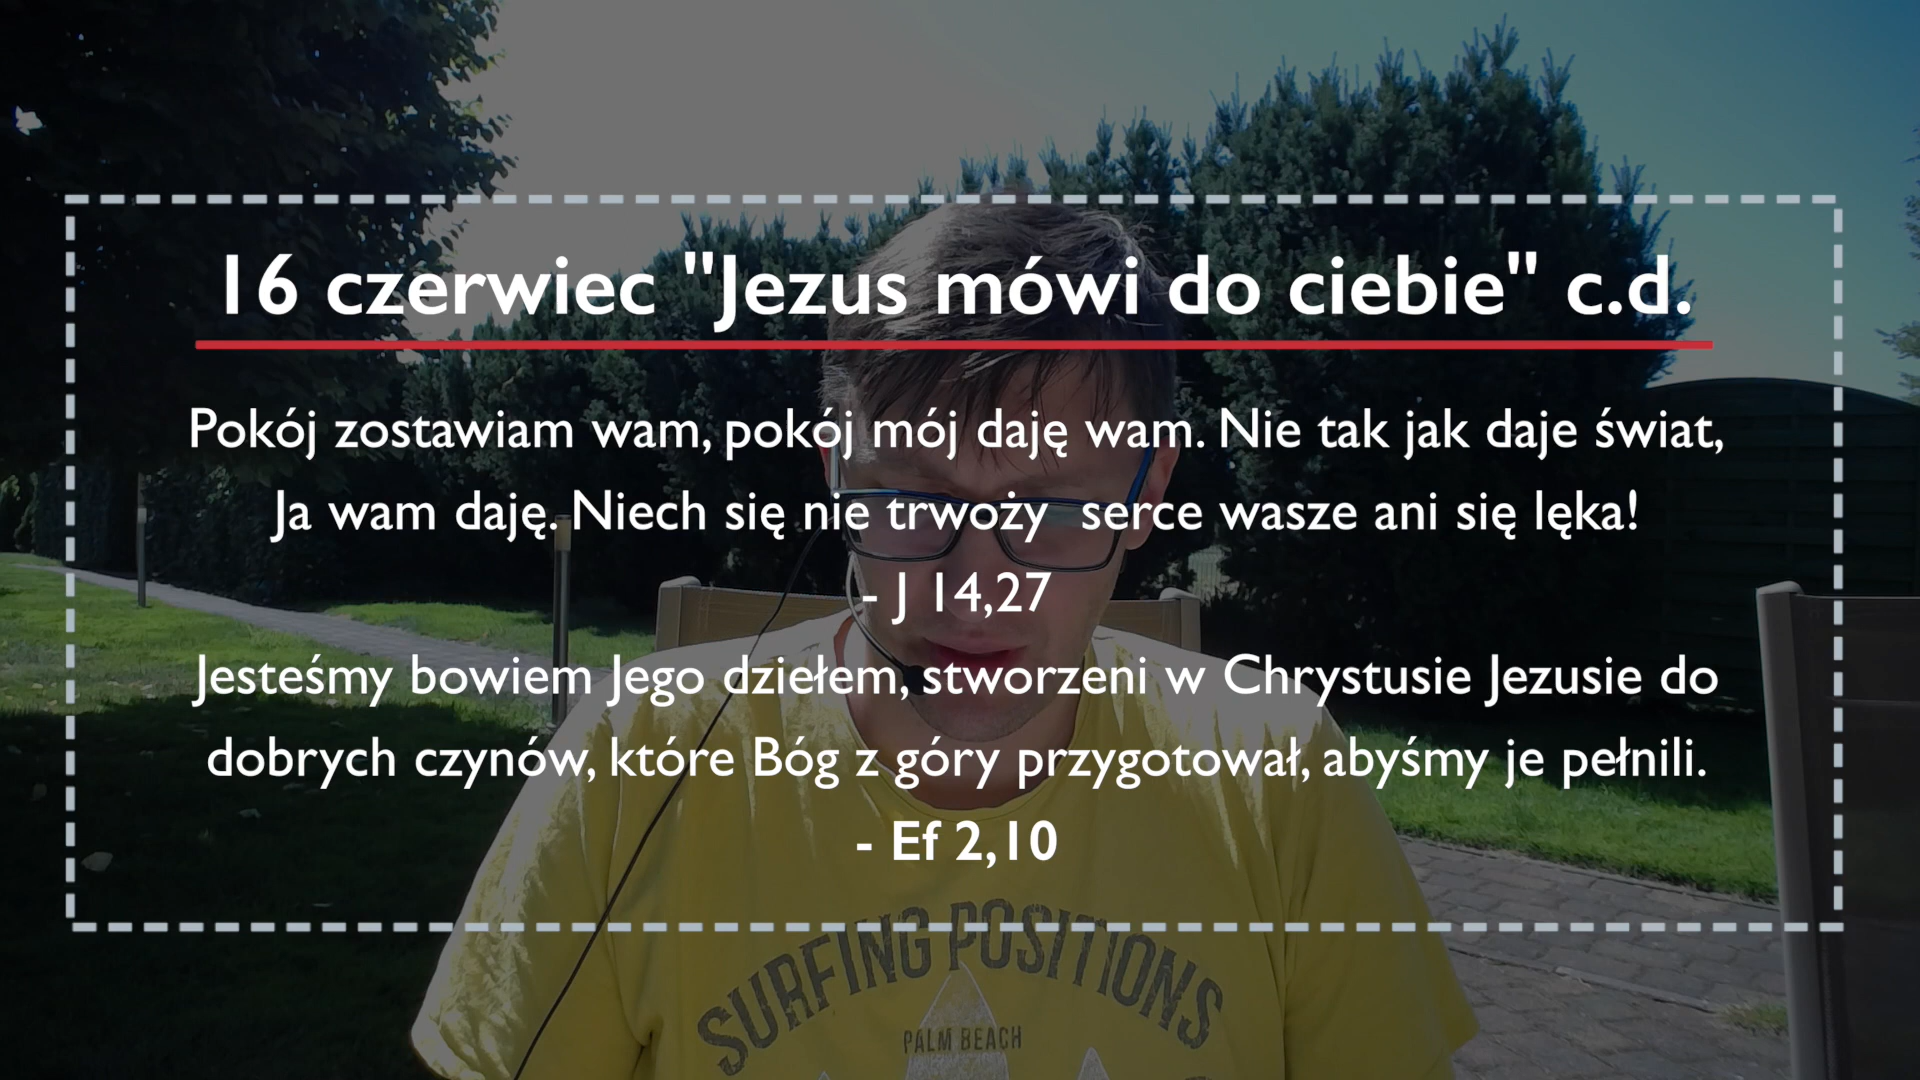 16 czerwiec "Jezus mówi do ciebie" c.d.
Pokój zostawiam wam, pokój mój daję wam. Nie tak jak daje świat,
Ja wam daję. Niech się nie trwoży serce wasze ani się lęka!
- J 14,27
Jesteśmy bowiem Jego dziełem, stworzeni w Chrystusie Jezusie do
dobrych czynów, które Bóg z góry przygotował, abyśmy je pełnili.
- Ef 2,10
SURFING POSITIONS
PALM BEACH